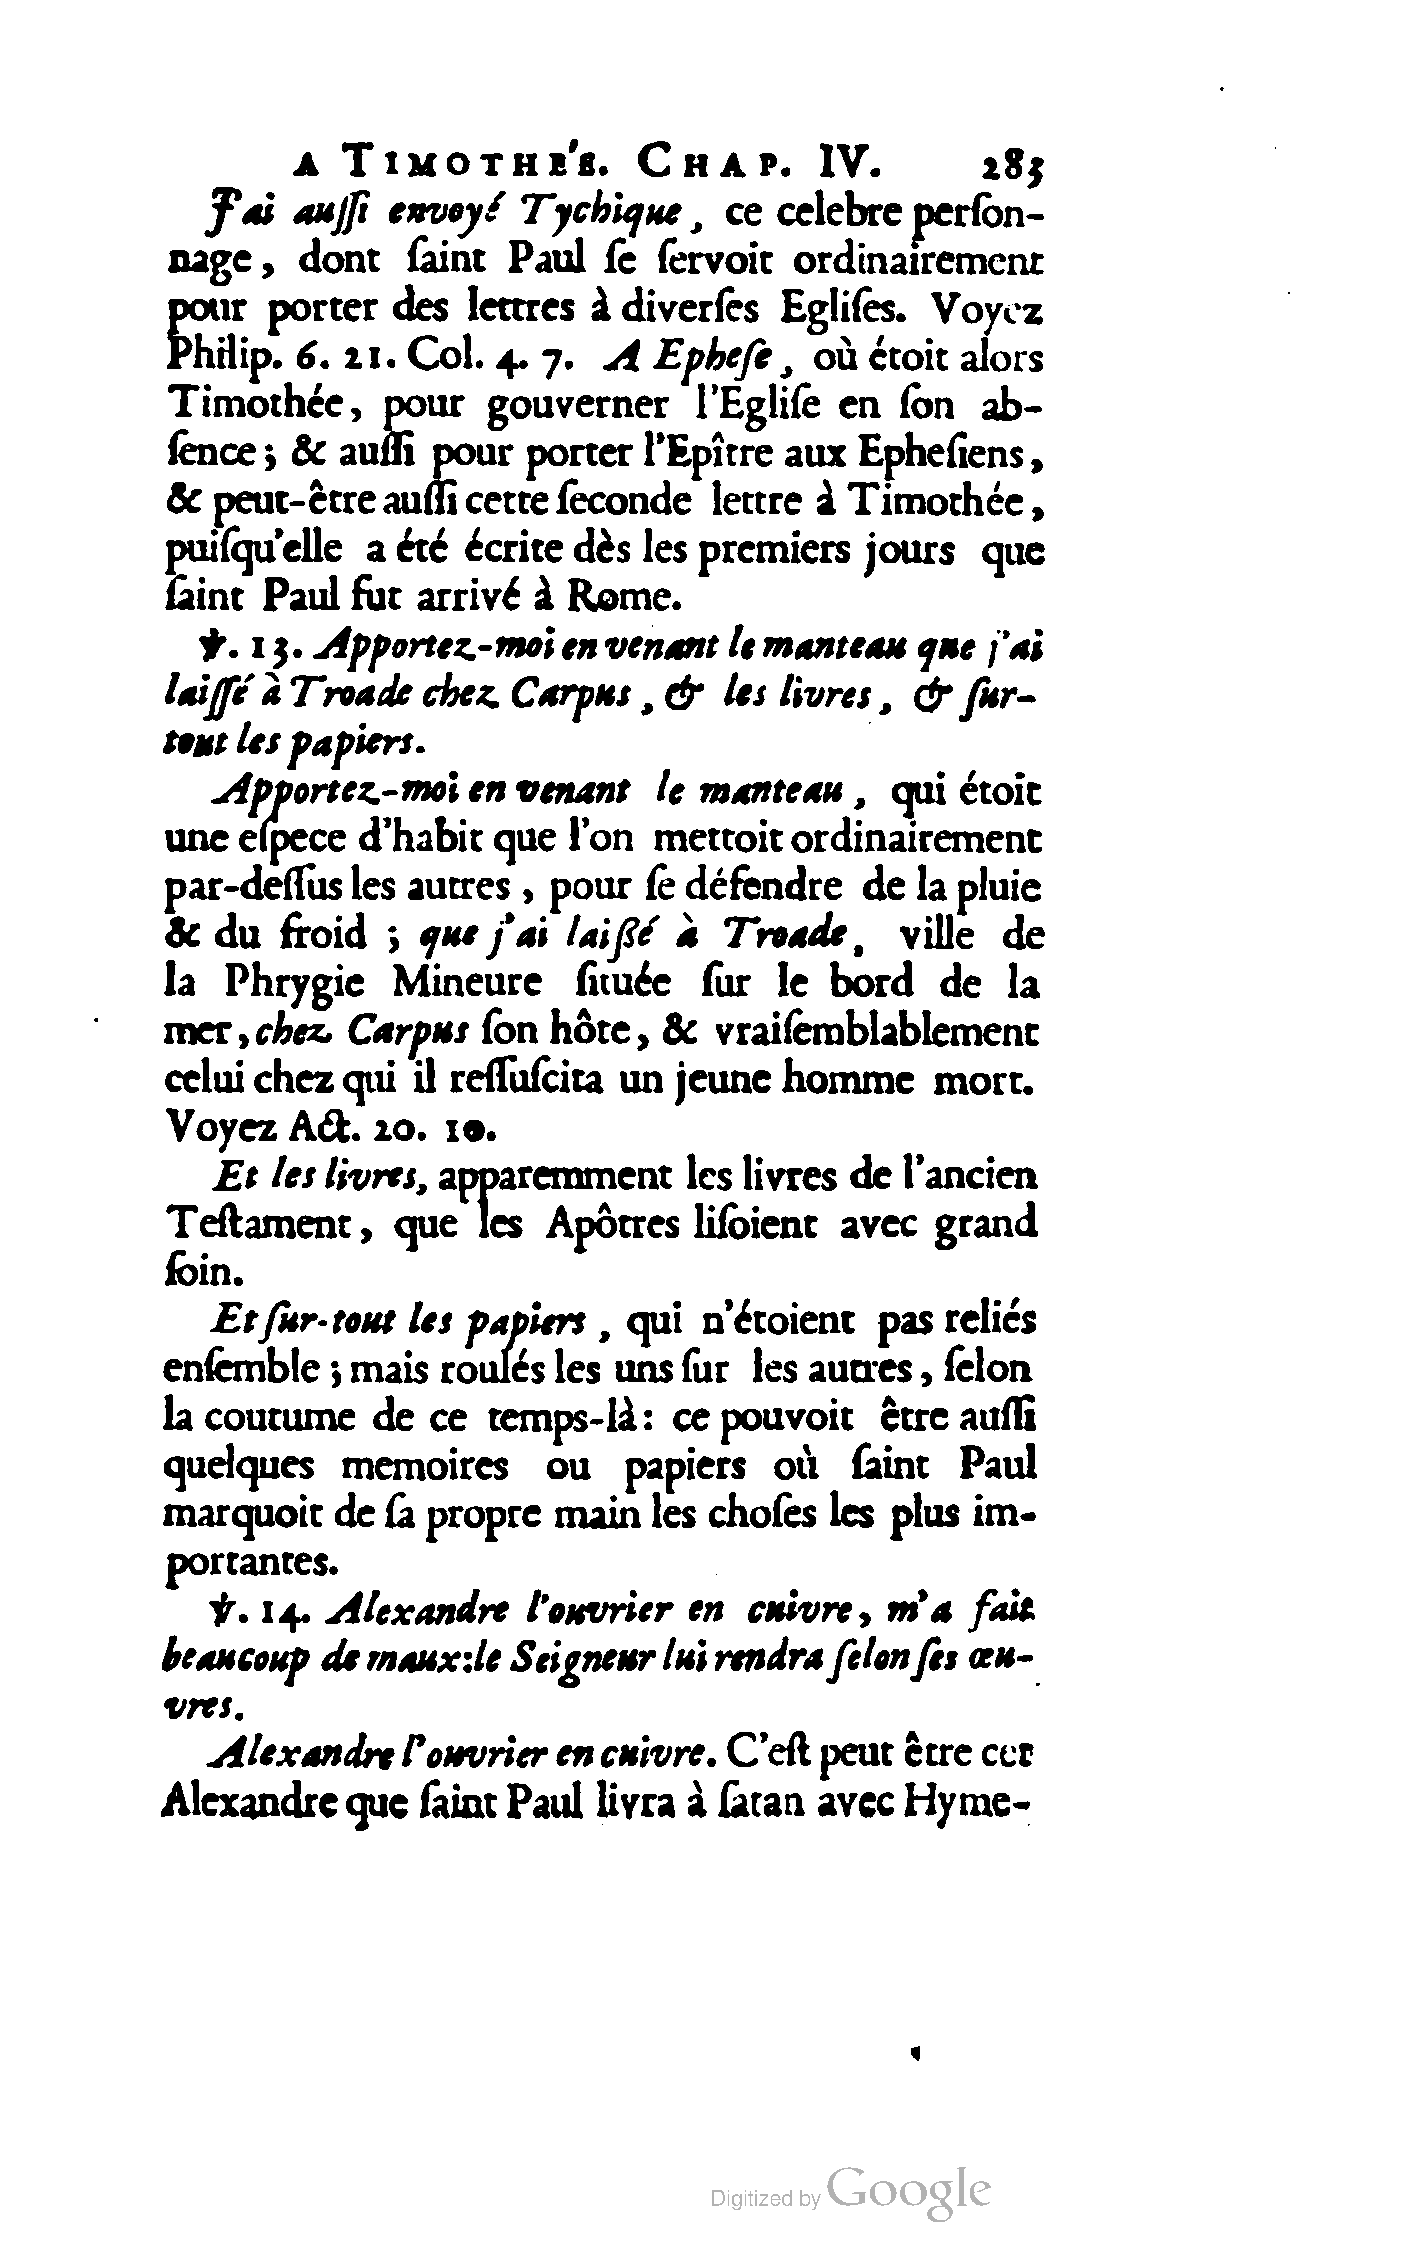 A TIMOTHE'E. CHAP. IV. 283
J'ai auſſi envoyé Tychique, ce celebre perſon-
nage, dont ſaint Paul ſe ſervoit ordinairement
pour porter des lettres à diverſes Egliſes. Voyez
Philip. 6. 21. Col. 4. 7. A Epheſe, où étoit alors
Timothée, pour gouverner l'Egliſe en ſon ab-
ſence; & auſſi pour porter l'Epître aux Epheſiens,
& peut-être auſſi cette ſeconde lettre à Timothée,
puiſqu'elle a été écrite dès les premiers jours que
ſaint Paul fut arrivé à Rome.
℣. 13. Apportez-moi en venant le manteau que j'ai
laiſſé à Troade chez Carpus, & les livres, & ſur-
tout les papiers.
Apportez-moi en venant le manteau, qui étoit
une eſpece d'habit que l'on mettoit ordinairement
par-deſſus les autres, pour ſe défendre de la pluie
& du froid; que j'ai laißé à Troade, ville de
la Phrygie Mineure ſituée ſur le bord de la
mer, chez Carpus ſon hôte, & vraiſemblablement
celui chez qui il reſſuſcita un jeune homme mort.
Voyez Act. 20. 10.
Et les livres, apparemment les livres de l'ancien
Teſtament, que les Apôtres liſoient avec grand
ſoin.
Et ſur-tout les papiers, qui n'étoient pas reliés
enſemble; mais roulés les uns ſur les autres, ſelon
la coutume de ce temps-là: ce pouvoit être auſſi
quelques memoires ou papiers où ſaint Paul
marquoit de ſa propre main les choſes les plus im-
portantes.
℣. 14. Alexandre l'ouvrier en cuivre, m'a fait
beaucoup de maux: le Seigneur lui rendra ſelon ſes œu-
vres.
Alexandre l'ouvrier en cuivre. C'eſt peut être cet
Alexandre que ſaint Paul livra à ſatan avec Hyme-
Digitized by Google